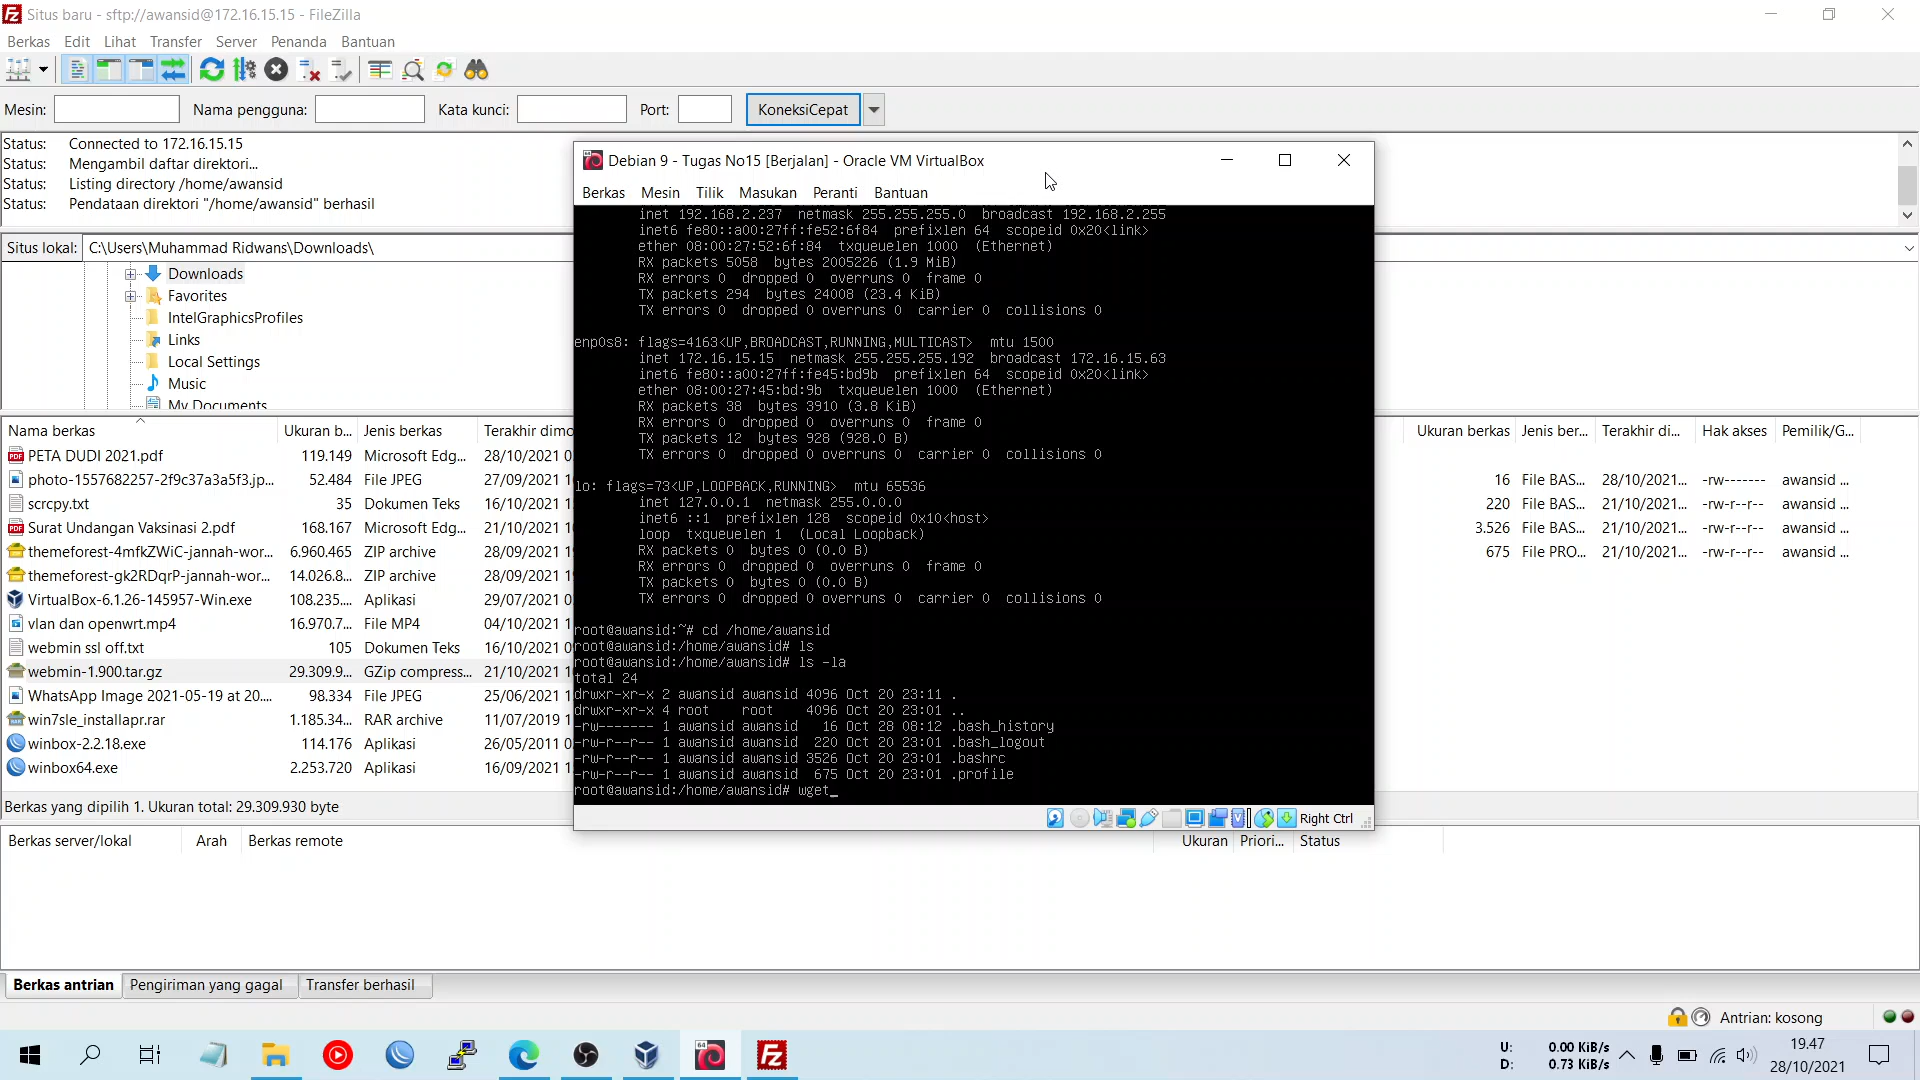 Situs baru - sftp://awansid@172.16.15.15 - FileZilla
Berkas Edit Lihat Transfer Server Penanda Bantuan
Mesin: Nama pengguna: Kata kunci: Port: KoneksiCepat
Status: Connected to 172.16.15.15
Status: Mengambil daftar direktori...
Status: Listing directory /home/awansid
Status: Pendataan direktori "/home/awansid" berhasil
Situs lokal: C:\Users\Muhammad Ridwans\Downloads\
Downloads
Favorites
IntelGraphicsProfiles
Links
Local Settings
Music
My Documents
Nama berkas Ukuran b... Jenis berkas Terakhir dimo
PETA DUDI 2021.pdf 119.149 Microsoft Edg... 28/10/2021 0
photo-1557682257-2f9c37a3a5f3.jp... 52.484 File JPEG 27/09/2021 1
scrcpy.txt 35 Dokumen Teks 16/10/2021 1
Surat Undangan Vaksinasi 2.pdf 168.167 Microsoft Edg... 21/10/2021 1
themeforest-4mfkZWiC-jannah-wor... 6.960.465 ZIP archive 28/09/2021 1
themeforest-gk2RDqrP-jannah-wor... 14.026.8... ZIP archive 28/09/2021 1
VirtualBox-6.1.26-145957-Win.exe 108.235.... Aplikasi 29/07/2021 0
vlan dan openwrt.mp4 16.970.7... File MP4 04/10/2021 1
webmin ssl off.txt 105 Dokumen Teks 16/10/2021 0
webmin-1.900.tar.gz 29.309.9... GZip compress... 21/10/2021 1
WhatsApp Image 2021-05-19 at 20.... 98.334 File JPEG 25/06/2021 1
win7sle_installapr.rar 1.185.34... RAR archive 11/07/2019 1
winbox-2.2.18.exe 114.176 Aplikasi 26/05/2011 0
winbox64.exe 2.253.720 Aplikasi 16/09/2021 1
Berkas yang dipilih 1. Ukuran total: 29.309.930 byte
Debian 9 - Tugas No15 [Berjalan] - Oracle VM VirtualBox
Berkas Mesin Tilik Masukan Peranti Bantuan
inet 192.168.2.237 netmask 255.255.255.0 broadcast 192.168.2.255
inet6 fe80::a00:27ff:fe52:6f84 prefixlen 64 scopeid 0x20<link>
ether 08:00:27:52:6f:84 txqueuelen 1000 (Ethernet)
RX packets 5058 bytes 2005226 (1.9 MiB)
RX errors 0 dropped 0 overruns 0 frame 0
TX packets 294 bytes 24008 (23.4 KiB)
TX errors 0 dropped 0 overruns 0 carrier 0 collisions 0
enp0s8: flags=4163<UP,BROADCAST,RUNNING,MULTICAST> mtu 1500
inet 172.16.15.15 netmask 255.255.255.192 broadcast 172.16.15.63
inet6 fe80::a00:27ff:fe45:bd9b prefixlen 64 scopeid 0x20<link>
ether 08:00:27:45:bd:9b txqueuelen 1000 (Ethernet)
RX packets 38 bytes 3910 (3.8 KiB)
RX errors 0 dropped 0 overruns 0 frame 0
TX packets 12 bytes 928 (928.0 B)
TX errors 0 dropped 0 overruns 0 carrier 0 collisions 0
lo: flags=73<UP,LOOPBACK,RUNNING> mtu 65536
inet 127.0.0.1 netmask 255.0.0.0
inet6 ::1 prefixlen 128 scopeid 0x10<host>
loop txqueuelen 1 (Local Loopback)
RX packets 0 bytes 0 (0.0 B)
RX errors 0 dropped 0 overruns 0 frame 0
TX packets 0 bytes 0 (0.0 B)
TX errors 0 dropped 0 overruns 0 carrier 0 collisions 0
root@awansid:~# cd /home/awansid
root@awansid:/home/awansid# ls
root@awansid:/home/awansid# ls -la
total 24
drwxr-xr-x 2 awansid awansid 4096 Oct 20 23:11 .
drwxr-xr-x 4 root root 4096 Oct 20 23:01 ..
-rw------- 1 awansid awansid 16 Oct 28 08:12 .bash_history
-rw-r--r-- 1 awansid awansid 220 Oct 20 23:01 .bash_logout
-rw-r--r-- 1 awansid awansid 3526 Oct 20 23:01 .bashrc
-rw-r--r-- 1 awansid awansid 675 Oct 20 23:01 .profile
root@awansid:/home/awansid# wget_
Right Ctrl
Ukuran berkas Jenis ber... Terakhir di... Hak akses Pemilik/G...
16 File BAS... 28/10/2021... -rw------- awansid ...
220 File BAS... 21/10/2021... -rw-r--r-- awansid ...
3.526 File BAS... 21/10/2021... -rw-r--r-- awansid ...
675 File PRO... 21/10/2021... -rw-r--r-- awansid ...
Berkas server/lokal Arah Berkas remote Ukuran Priori... Status
Berkas antrian Pengiriman yang gagal Transfer berhasil
Antrian: kosong
U: 0.00 KiB/s
D: 0.73 KiB/s
19.47
28/10/2021